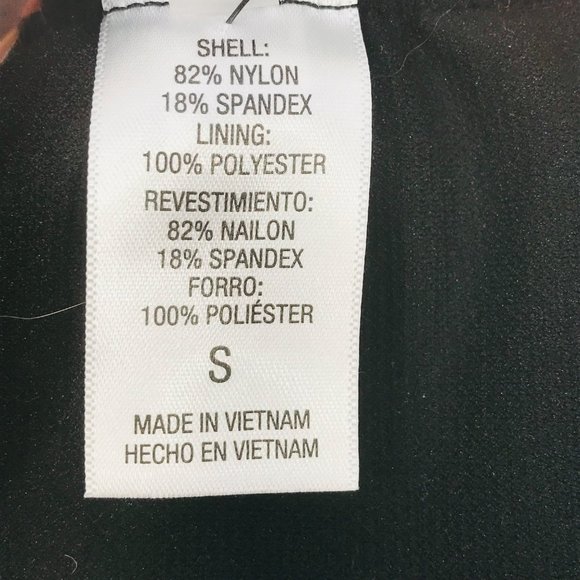 SHELL:
82% NYLON
18% SPANDEX
LINING:
100% POLYESTER
REVESTIMIENTO:
82% NAILON
18% SPANDEX
FORRO:
100% POLIÉSTER
S
MADE IN VIETNAM
HECHO EN VIETNAM